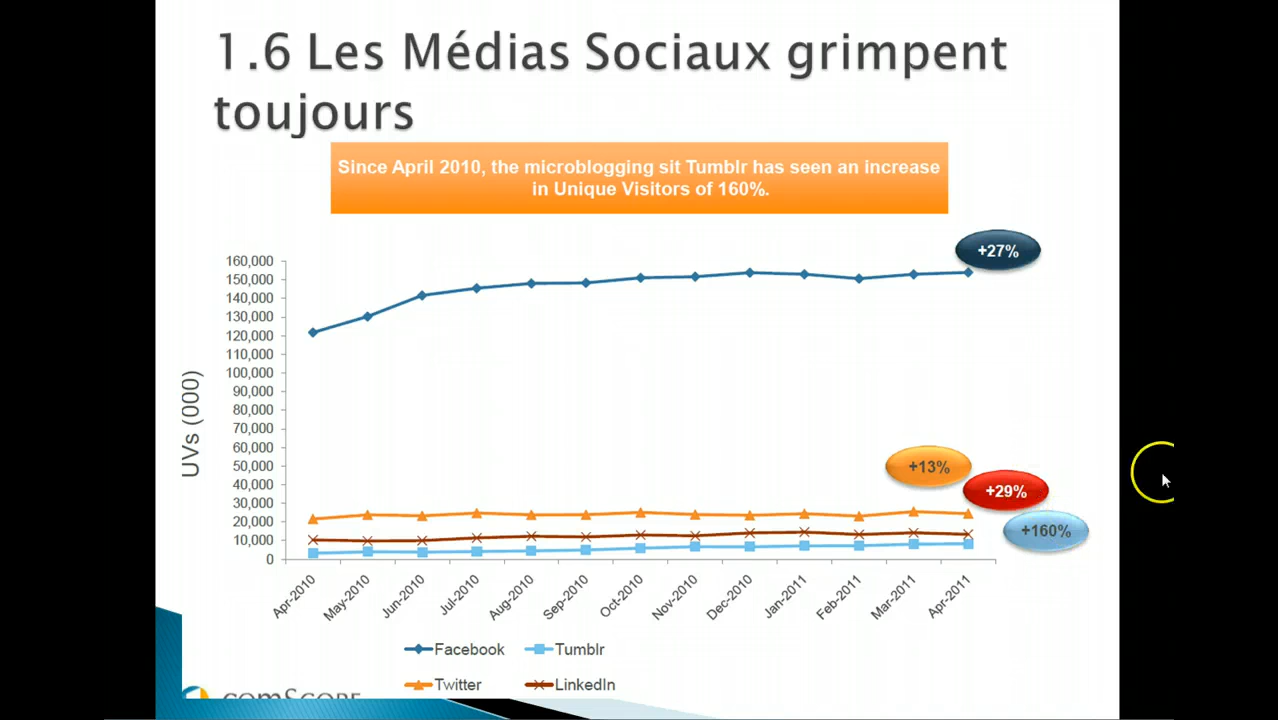 1.6 Les Médias Sociaux grimpent
toujours
Since April 2010, the microblogging sit Tumblr has seen an increase
in Unique Visitors of 160%.
+27%
160,000
150,000
140,000
130,000
120,000
110,000
100,000
90,000
80,000
70,000
60,000
50,000
40,000
30,000
20,000
10,000
0
UVs (000)
+13%
+29%
+160%
Apr-2010
May-2010
Jun-2010
Jul-2010
Aug-2010
Sep-2010
Oct-2010
Nov-2010
Dec-2010
Jan-2011
Feb-2011
Mar-2011
Apr-2011
Facebook
Tumblr
Twitter
LinkedIn
comScore